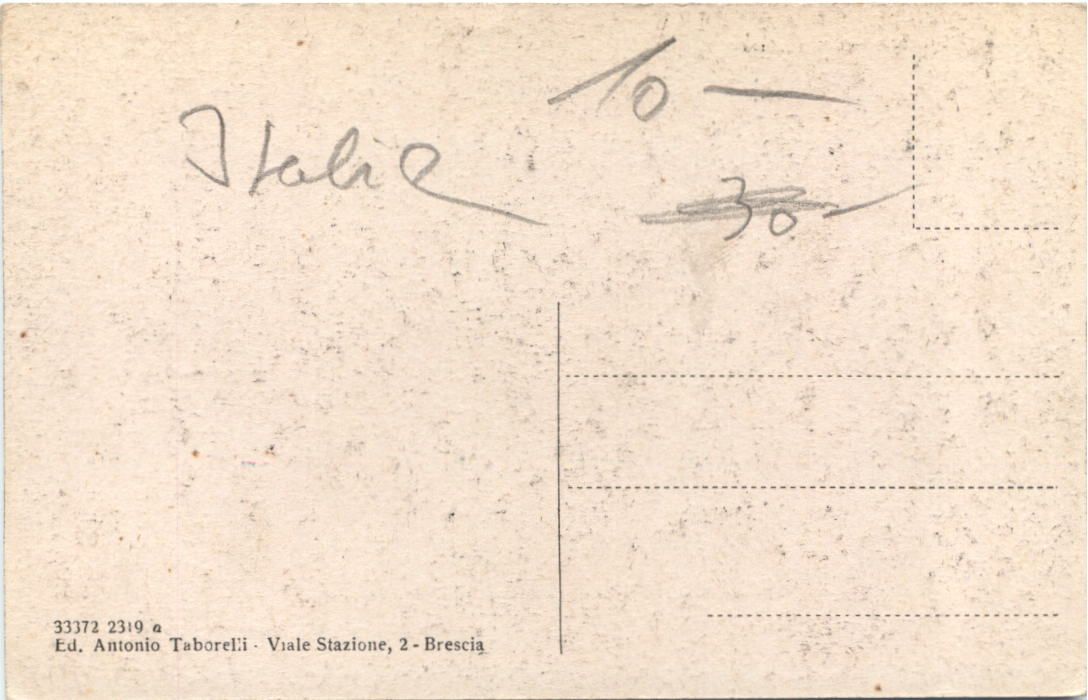 10 —
Italie
30 —
33372 2319 a
Ed. Antonio Taborelli - Viale Stazione, 2 - Brescia